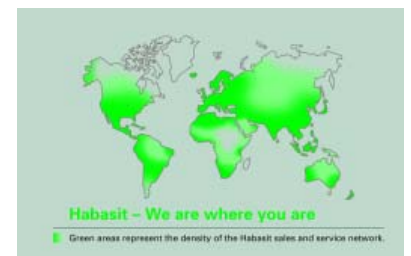 Habasit – We are where you are
Green areas represent the density of the Habasit sales and service network.